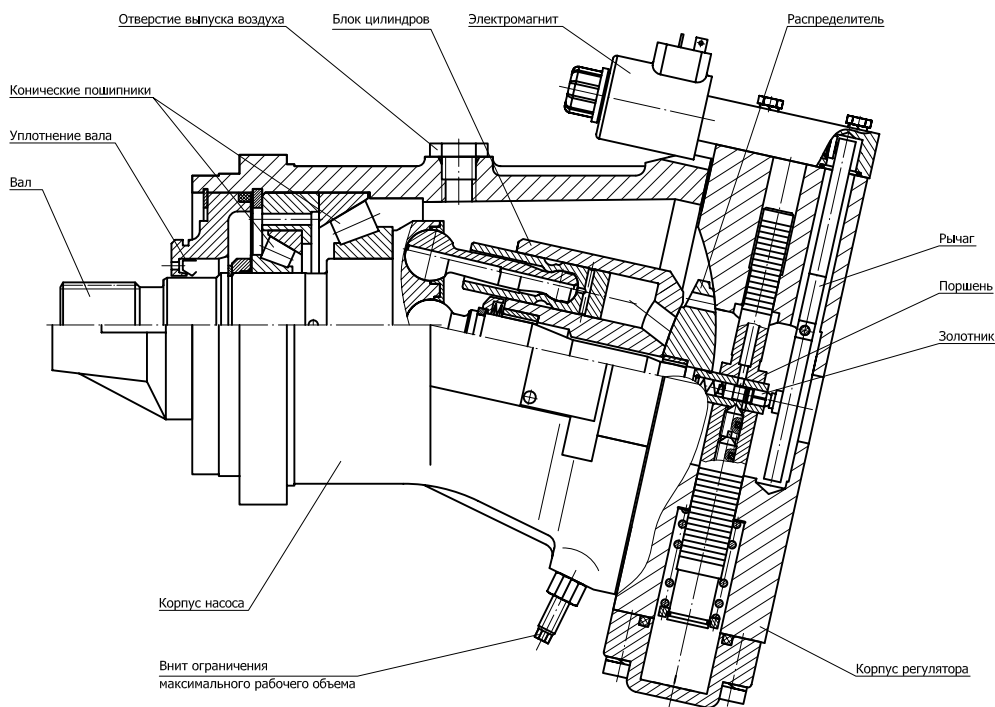 Отверстие выпуска воздуха
Блок цилиндров
Электромагнит
Распределитель
Конические пошипники
Уплотнение вала
Вал
Рычаг
Поршень
Золотник
Корпус насоса
Внит ограничения
максимального рабочего объема
Корпус регулятора